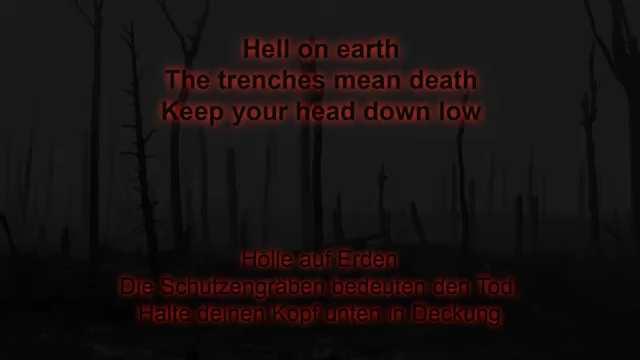 Hell on earth
The trenches mean death
Keep your head down low
Hölle auf Erden
Die Schützengräben bedeuten den Tod
Halte deinen Kopf unten in Deckung